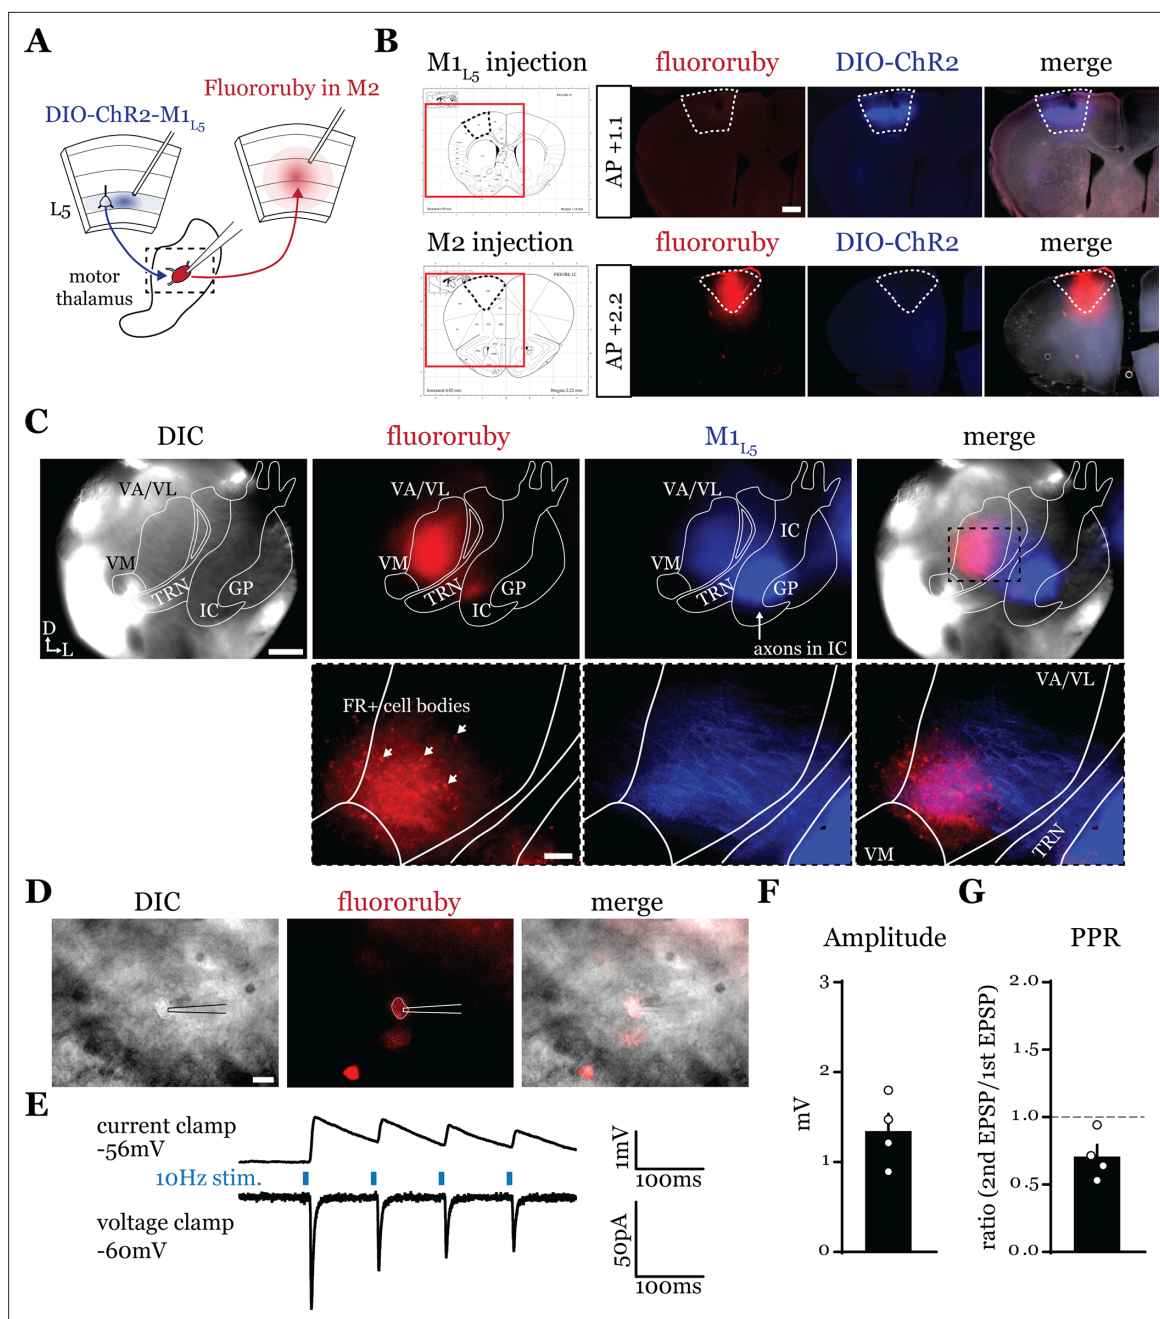 A
Fluororuby in M2
DIO-ChR2-M1L5
L5
motor
thalamus
B
M1L5 injection
fluororuby
DIO-ChR2
merge
AP +1.1
M2 injection
fluororuby
DIO-ChR2
merge
FIGURE 12
AP +2.2
C
DIC
fluororuby
M1L5
merge
VA/VL
VM
TRN
IC
D
L
VA/VL
VM
TRN
IC
GP
VA/VL
IC
VM
TRN
GP
axons in IC
FR+ cell bodies
VA/VL
VM
TRN
D
DIC
fluororuby
merge
E
current clamp
-56mV
10Hz stim.
voltage clamp
-60mV
1mV
100ms
50pA
100ms
F
Amplitude
mV
3
2
1
0
G
PPR
ratio (2nd EPSP/1st EPSP)
2.0
1.0
0.5
0.0